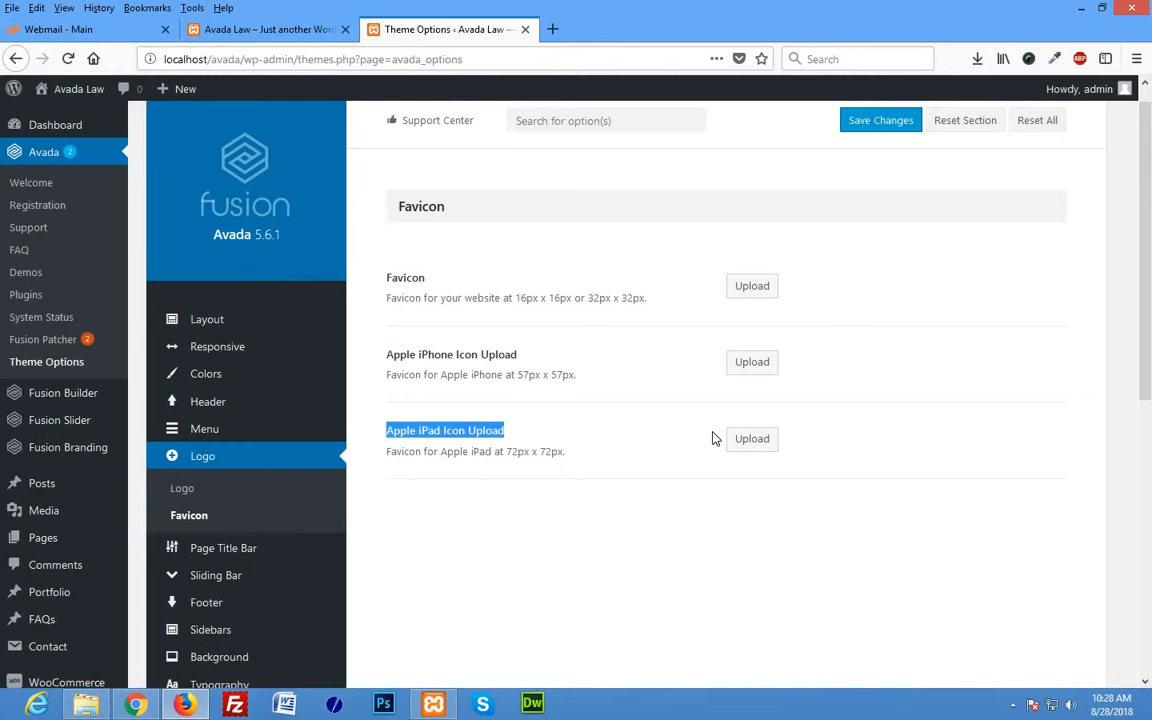 File Edit View History Bookmarks Tools Help
Webmail - Main
Avada Law – Just another Wor
Theme Options ‹ Avada Law —
localhost/avada/wp-admin/themes.php?page=avada_options
Search
Avada Law
0
New
Howdy, admin
Dashboard
Avada 2
Welcome
Registration
Support
FAQ
Demos
Plugins
System Status
Fusion Patcher 2
Theme Options
Fusion Builder
Fusion Slider
Fusion Branding
Posts
Media
Pages
Comments
Portfolio
FAQs
Contact
WooCommerce
fusion
Avada 5.6.1
Layout
Responsive
Colors
Header
Menu
Logo
Logo
Favicon
Page Title Bar
Sliding Bar
Footer
Sidebars
Background
Typography
Support Center
Search for option(s)
Save Changes
Reset Section
Reset All
Favicon
Favicon
Favicon for your website at 16px x 16px or 32px x 32px.
Upload
Apple iPhone Icon Upload
Favicon for Apple iPhone at 57px x 57px.
Upload
Apple iPad Icon Upload
Favicon for Apple iPad at 72px x 72px.
Upload
10:28 AM
8/28/2018